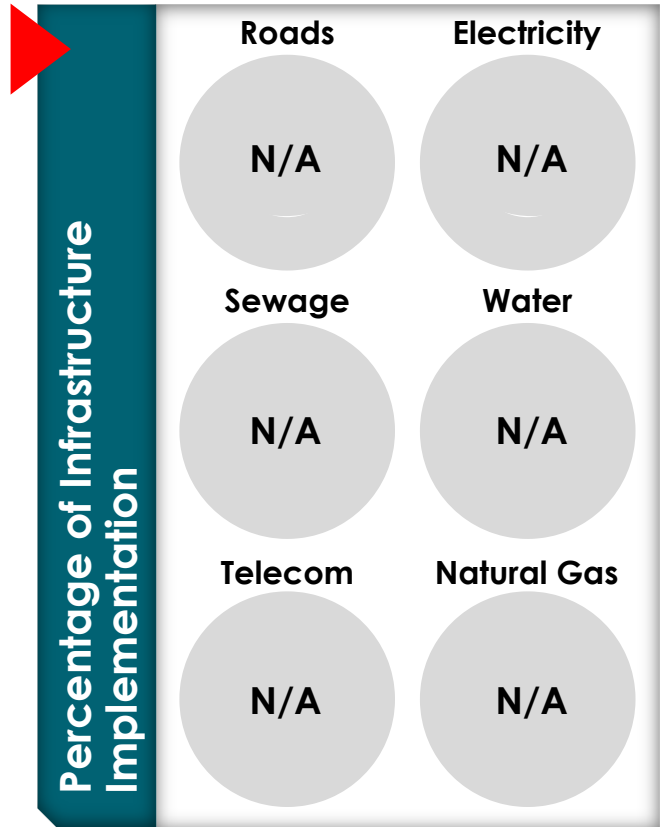 Percentage of Infrastructure
Implementation
Roads
Electricity
N/A
N/A
Sewage
Water
N/A
N/A
Telecom
Natural Gas
N/A
N/A